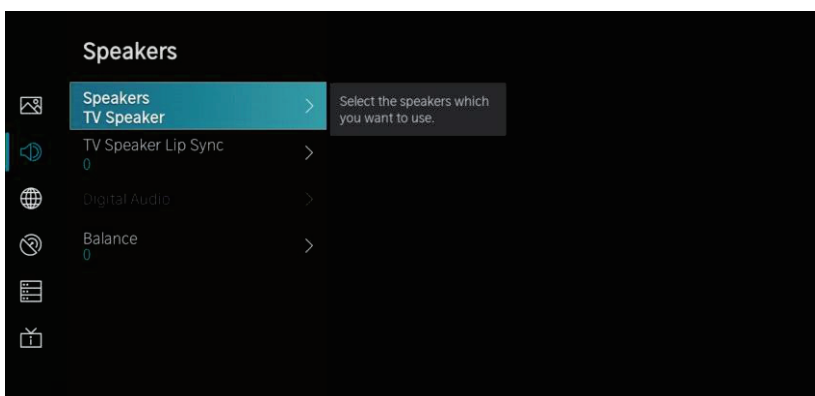 Speakers
Speakers
TV Speaker
Select the speakers which
you want to use.
TV Speaker Lip Sync
0
Digital Audio
Balance
0